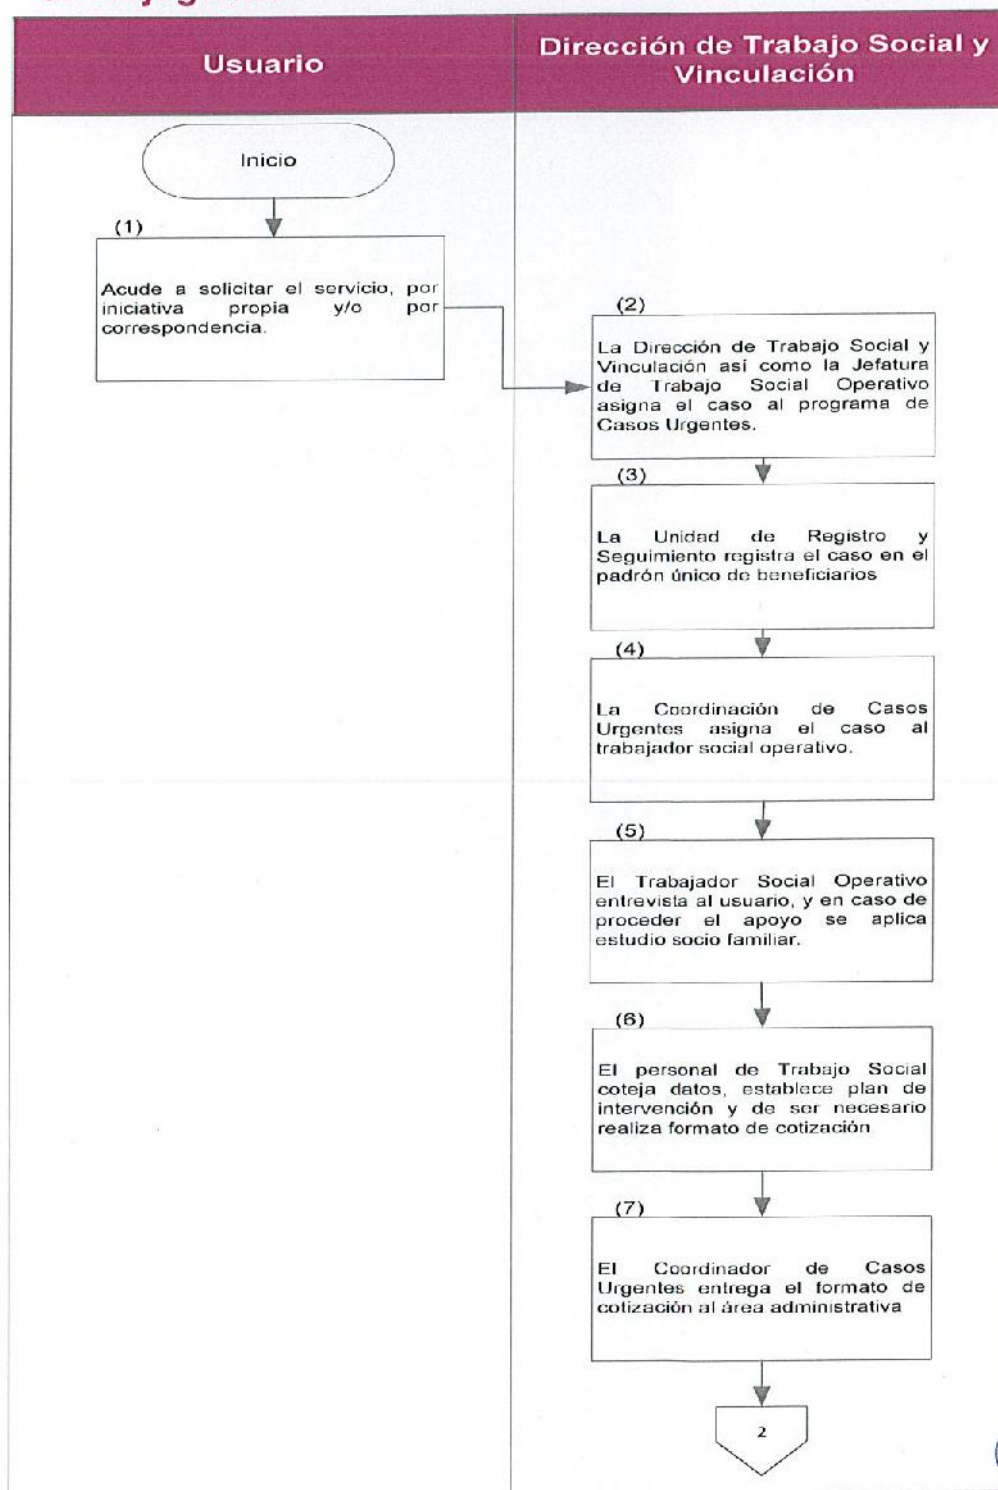 Usuario
Dirección de Trabajo Social y
Vinculación
Inicio
(1)
Acude a solicitar el servicio, por
iniciativa propia y/o por
correspondencia.
(2)
La Dirección de Trabajo Social y
Vinculación así como la Jefatura
de Trabajo Social Operativo
asigna el caso al programa de
Casos Urgentes.
(3)
La Unidad de Registro y
Seguimiento registra el caso en el
padrón único de beneficiarios
(4)
La Coordinación de Casos
Urgentes asigna el caso al
trabajador social operativo.
(5)
El Trabajador Social Operativo
entrevista al usuario, y en caso de
proceder el apoyo se aplica
estudio socio familiar.
(6)
El personal de Trabajo Social
coteja datos, establece plan de
intervención y de ser necesario
realiza formato de cotización
(7)
El Coordinador de Casos
Urgentes entrega el formato de
cotización al área administrativa
2